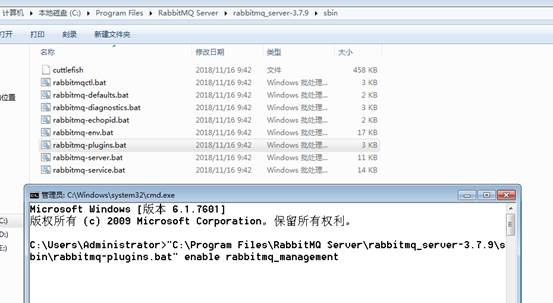 计算机 ▸ 本地磁盘 (C:) ▸ Program Files ▸ RabbitMQ Server ▸ rabbitmq_server-3.7.9 ▸ sbin
打开 打印 刻录 新建文件夹
名称 修改日期 类型 大小
cuttlefish 2018/11/16 9:42 文件 458 KB
rabbitmqctl.bat 2018/11/16 9:42 Windows 批处理... 3 KB
rabbitmq-defaults.bat 2018/11/16 9:42 Windows 批处理... 2 KB
rabbitmq-diagnostics.bat 2018/11/16 9:42 Windows 批处理... 3 KB
rabbitmq-echopid.bat 2018/11/16 9:42 Windows 批处理... 2 KB
的位置
rabbitmq-env.bat 2018/11/16 9:42 Windows 批处理... 17 KB
rabbitmq-plugins.bat 2018/11/16 9:42 Windows 批处理... 3 KB
rabbitmq-server.bat 2018/11/16 9:42 Windows 批处理... 11 KB
rabbitmq-service.bat 2018/11/16 9:42 Windows 批处理... 14 KB
管理员: C:\Windows\system32\cmd.exe
Microsoft Windows [版本 6.1.7601]
C:)
版权所有 (c) 2009 Microsoft Corporation。保留所有权利。
D:)
C:\Users\Administrator>"C:\Program Files\RabbitMQ Server\rabbitmq_server-3.7.9\s
E:)
bin\rabbitmq-plugins.bat" enable rabbitmq_management